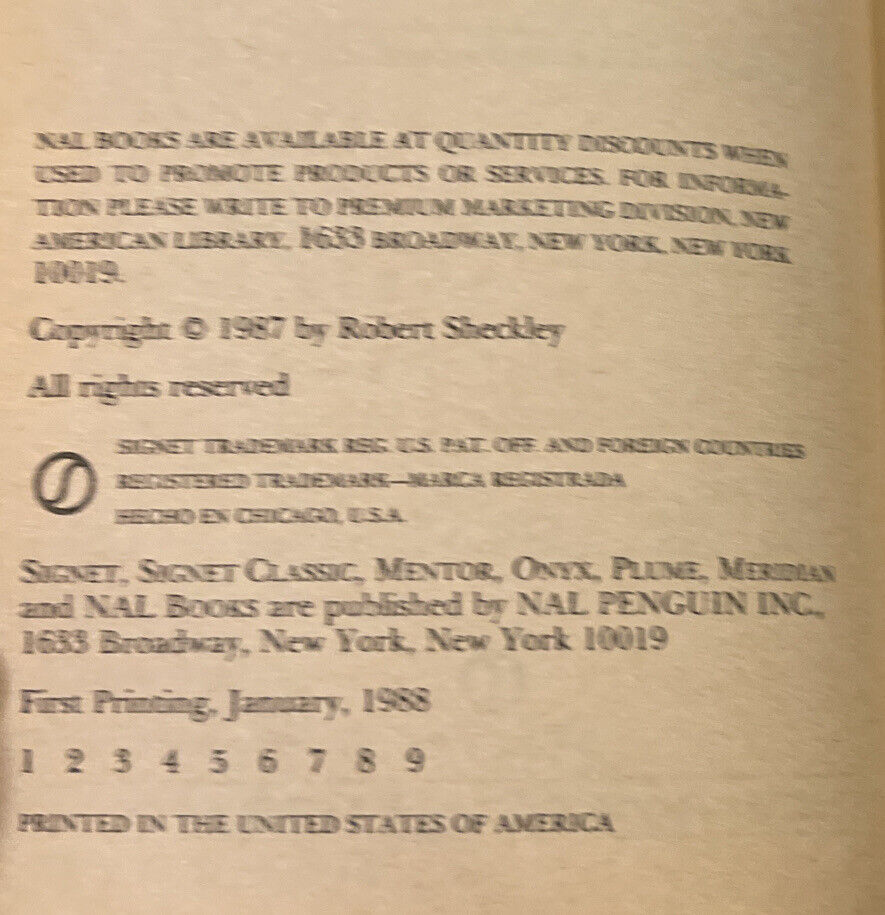 NAL BOOKS ARE AVAILABLE AT QUANTITY DISCOUNTS WHEN
USED TO PROMOTE PRODUCTS OR SERVICES. FOR INFORMA-
TION PLEASE WRITE TO PREMIUM MARKETING DIVISION, NEW
AMERICAN LIBRARY, 1633 BROADWAY, NEW YORK, NEW YORK
10019.
Copyright © 1987 by Robert Sheckley
All rights reserved
SIGNET TRADEMARK REG. U.S. PAT. OFF. AND FOREIGN COUNTRIES
REGISTERED TRADEMARK—MARCA REGISTRADA
HECHO EN CHICAGO, U.S.A.
SIGNET, SIGNET CLASSIC, MENTOR, ONYX, PLUME, MERIDIAN
and NAL BOOKS are published by NAL PENGUIN INC.,
1633 Broadway, New York, New York 10019
First Printing, January, 1988
1 2 3 4 5 6 7 8 9
PRINTED IN THE UNITED STATES OF AMERICA